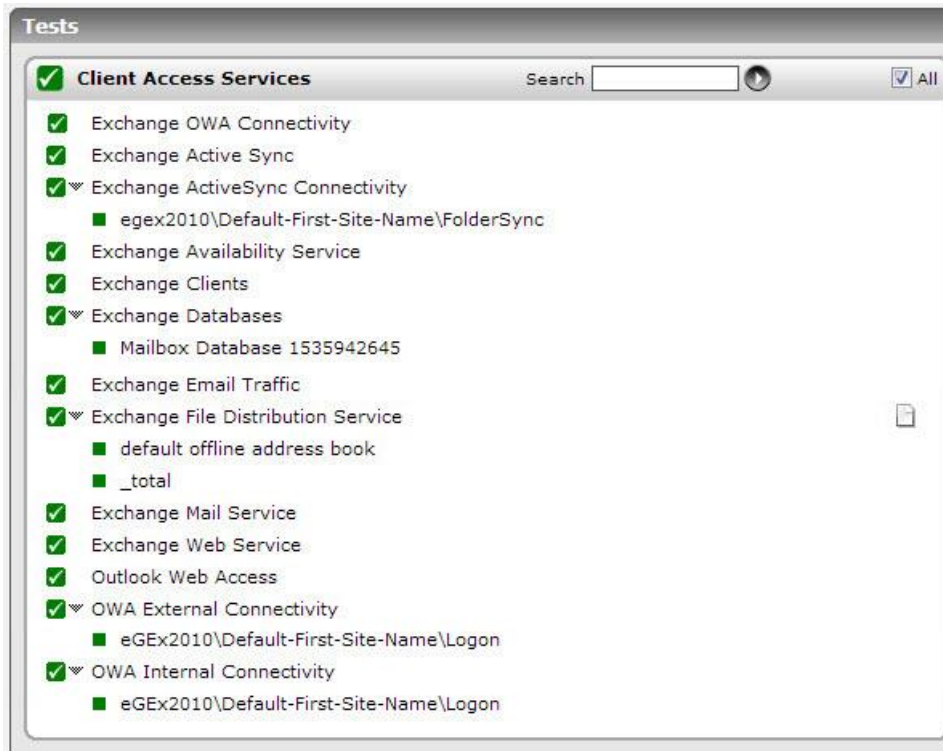 Tests
Client Access Services Search All
Exchange OWA Connectivity
Exchange Active Sync
Exchange ActiveSync Connectivity
egex2010\Default-First-Site-Name\FolderSync
Exchange Availability Service
Exchange Clients
Exchange Databases
Mailbox Database 1535942645
Exchange Email Traffic
Exchange File Distribution Service
default offline address book
_total
Exchange Mail Service
Exchange Web Service
Outlook Web Access
OWA External Connectivity
eGEx2010\Default-First-Site-Name\Logon
OWA Internal Connectivity
eGEx2010\Default-First-Site-Name\Logon